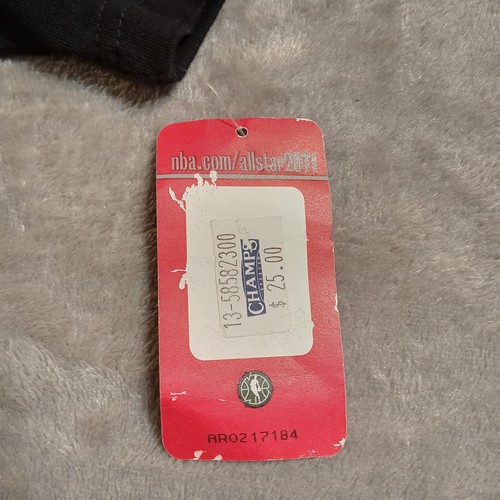 nba.com/allstar2011
13-58582300
CHAMPS
$ 25.00
AR0217184